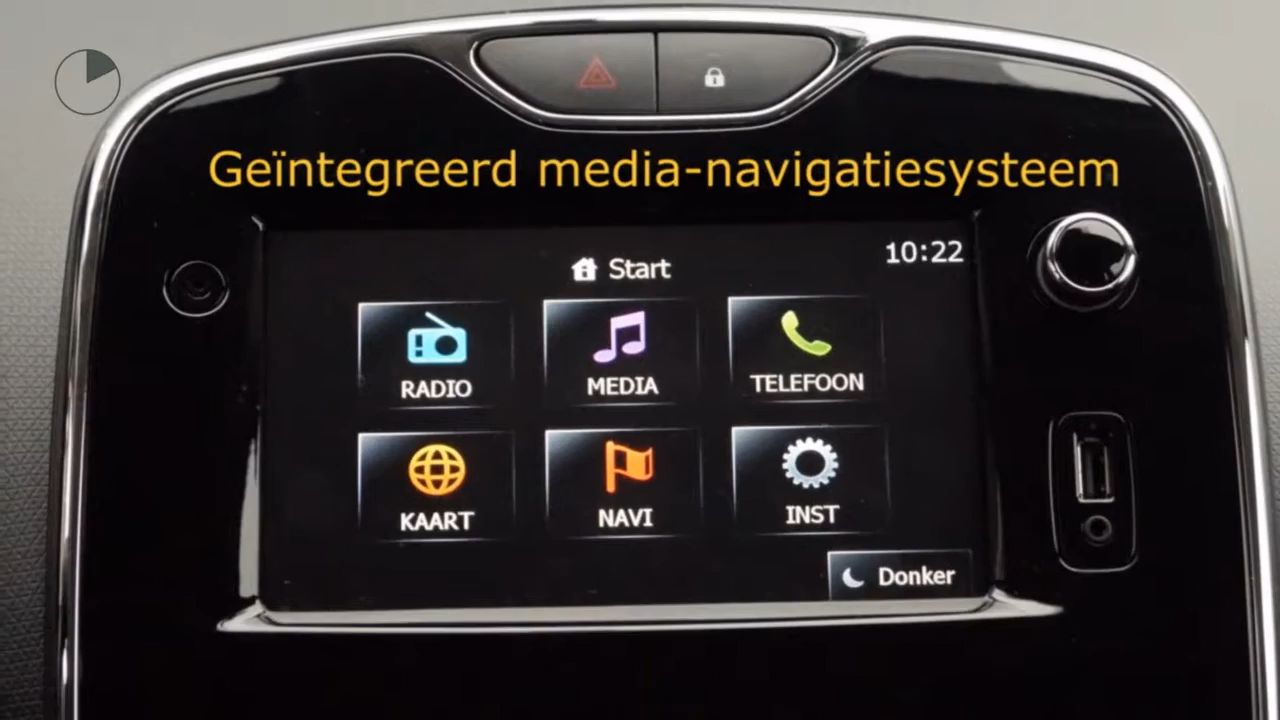 Geïntegreerd media-navigatiesysteem
10:22
Start
RADIO
MEDIA
TELEFOON
KAART
NAVI
INST
Donker